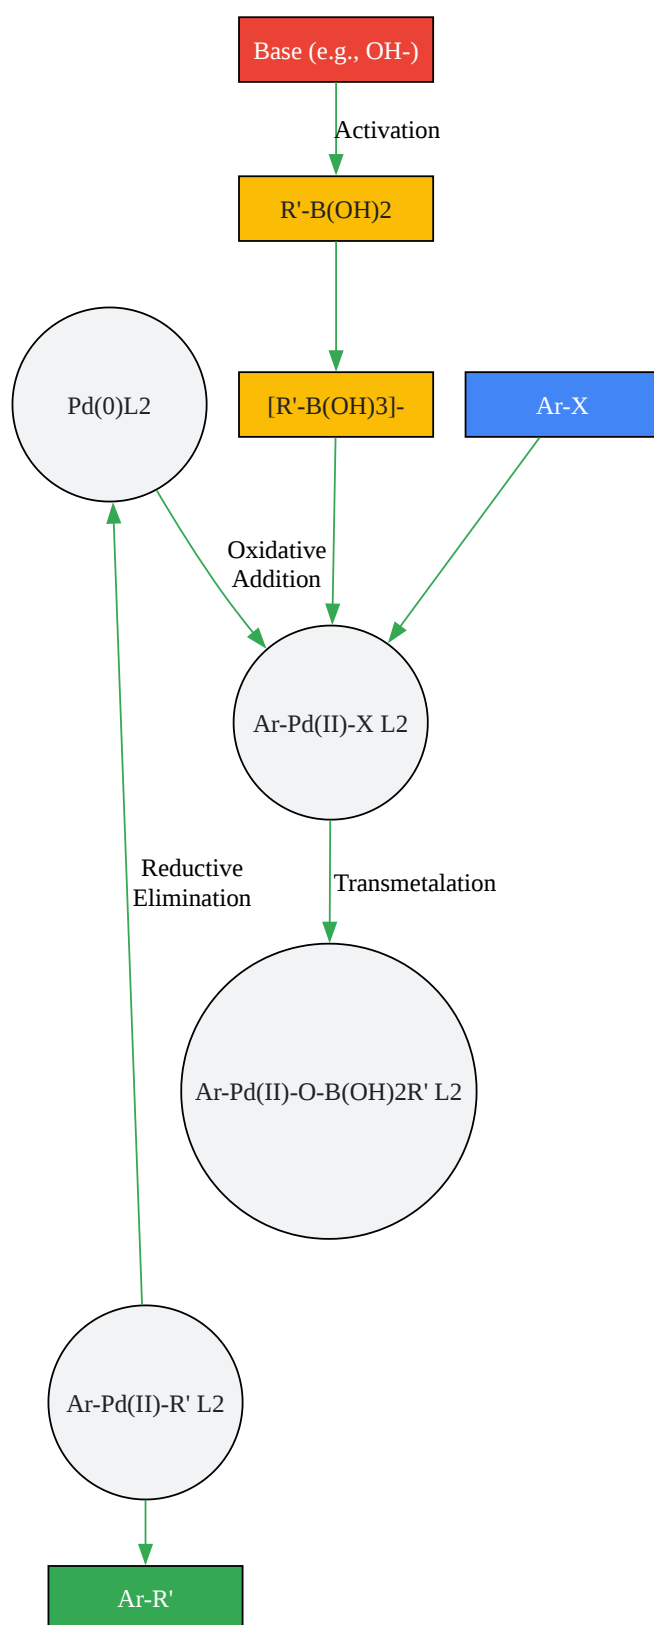 Base (e.g., OH-)
Activation
R'-B(OH)2
Pd(0)L2
[R'-B(OH)3]-
Ar-X
Oxidative
Addition
Ar-Pd(II)-X L2
Reductive
Elimination
Transmetalation
Ar-Pd(II)-O-B(OH)2R' L2
Ar-Pd(II)-R' L2
Ar-R'